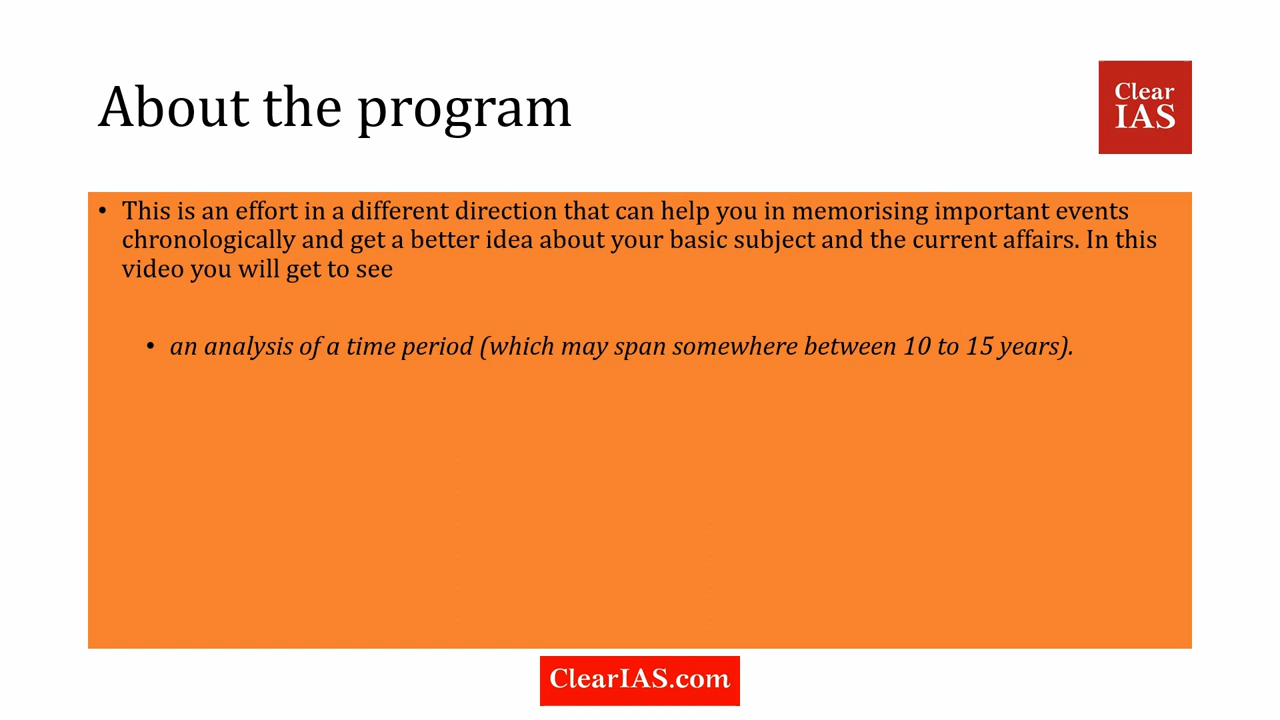 About the program
Clear
IAS
• This is an effort in a different direction that can help you in memorising important events
chronologically and get a better idea about your basic subject and the current affairs. In this
video you will get to see
• an analysis of a time period (which may span somewhere between 10 to 15 years).
ClearIAS.com